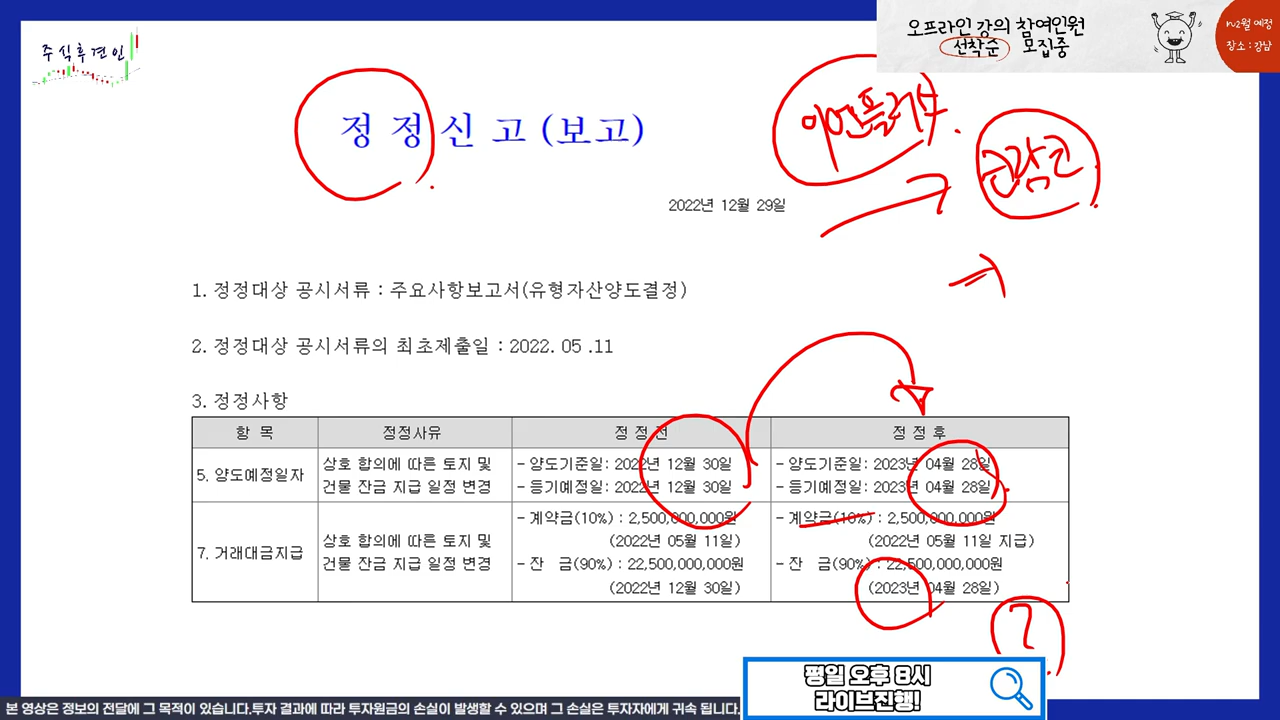 주식후견인
오프라인 강의 참여인원
선착순 모집중
n2월 예정
장소 : 강남
정 정 신 고 (보고)
2022년 12월 29일
1. 정정대상 공시서류 : 주요사항보고서(유형자산양도결정)
2. 정정대상 공시서류의 최초제출일 : 2022. 05 .11
3. 정정사항
항 목 정정사유 정 정 전 정 정 후
5. 양도예정일자
상호 합의에 따른 토지 및
건물 잔금 지급 일정 변경
- 양도기준일: 2022년 12월 30일
- 등기예정일: 2022년 12월 30일
- 양도기준일: 2023년 04월 28일
- 등기예정일: 2023년 04월 28일
7. 거래대금지급
상호 합의에 따른 토지 및
건물 잔금 지급 일정 변경
- 계약금(10%) : 2,500,000,000원
(2022년 05월 11일)
- 잔 금(90%) : 22,500,000,000원
(2022년 12월 30일)
- 계약금(10%) : 2,500,000,000원
(2022년 05월 11일 지급)
- 잔 금(90%) : 22,500,000,000원
(2023년 04월 28일)
?
평일 오후 8시
라이브진행!
본 영상은 정보의 전달에 그 목적이 있습니다.투자 결과에 따라 투자원금의 손실이 발생할 수 있으며 그 손실은 투자자에게 귀속 됩니다.